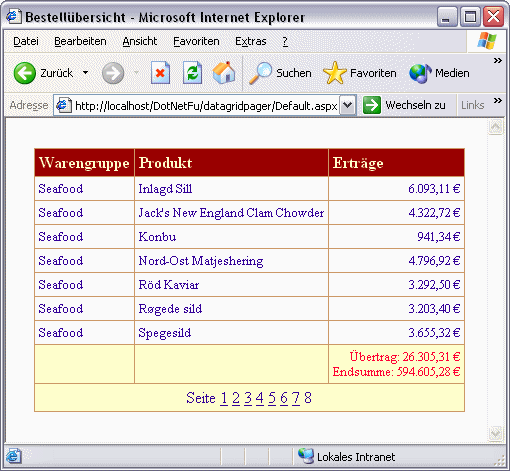 Bestellübersicht - Microsoft Internet Explorer
Datei Bearbeiten Ansicht Favoriten Extras ?
Zurück Suchen Favoriten Medien »
Adresse http://localhost/DotNetFu/datagridpager/Default.aspx Wechseln zu Links »
Warengruppe Produkt Erträge
Seafood Inlagd Sill 6.093,11 €
Seafood Jack's New England Clam Chowder 4.322,72 €
Seafood Konbu 941,34 €
Seafood Nord-Ost Matjeshering 4.796,92 €
Seafood Röd Kaviar 3.292,50 €
Seafood Røgede sild 3.203,40 €
Seafood Spegesild 3.655,32 €
Übertrag: 26.305,31 €
Endsumme: 594.605,28 €
Seite 1 2 3 4 5 6 7 8
Lokales Intranet